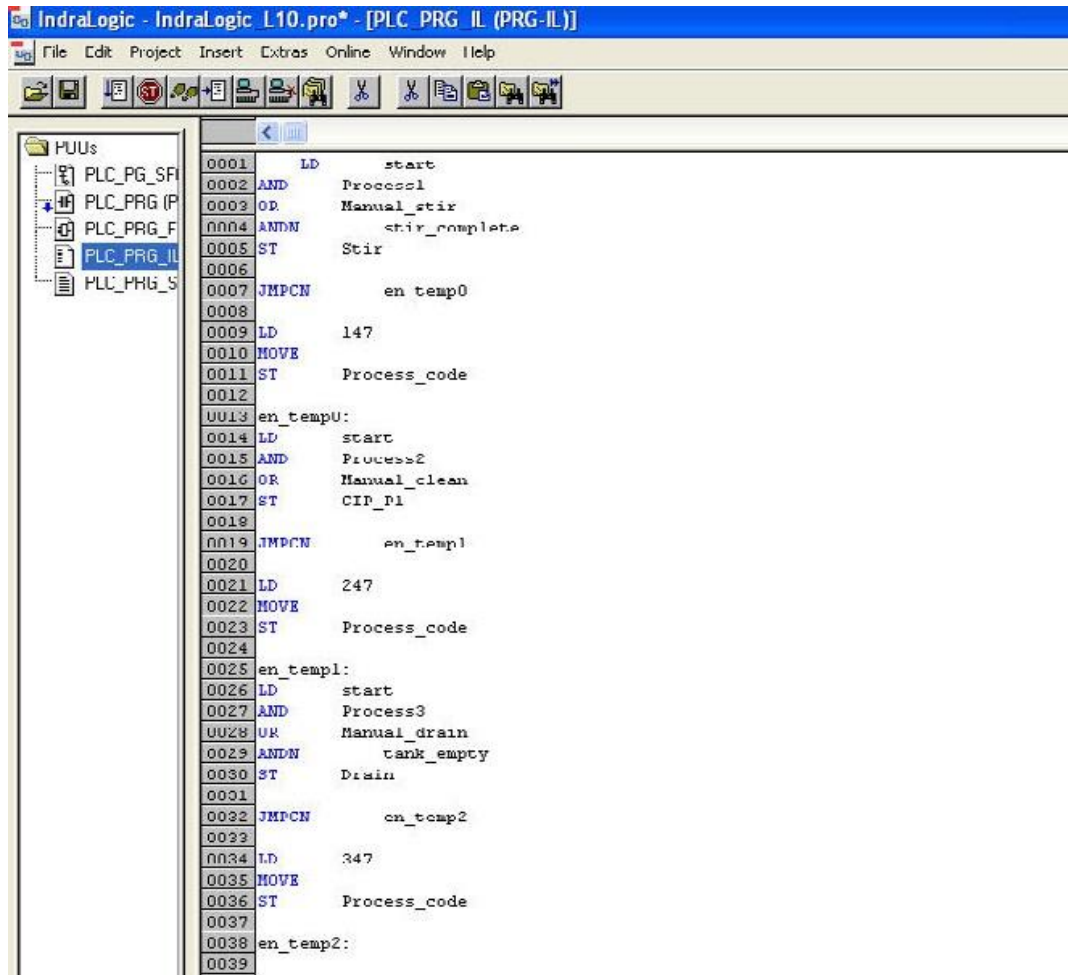 IndraLogic - IndraLogic_L10.pro* - [PLC_PRG_IL (PRG-IL)]
File Edit Project Insert Extras Online Window Help
POUs
PLC_PG_SF
PLC_PRG (P
PLC_PRG_F
PLC_PRG_IL
PLC_PRG_S
0001 LD start
0002 AND Process1
0003 OR Manual_stir
0004 ANDN stir_complete
0005 ST Stir
0006
0007 JMPCN en_temp0
0008
0009 LD 147
0010 MOVE
0011 ST Process_code
0012
0013 en_temp0:
0014 LD start
0015 AND Process2
0016 OR Manual_clean
0017 ST CIP_P1
0018
0019 JMPCN en_temp1
0020
0021 LD 247
0022 MOVE
0023 ST Process_code
0024
0025 en_temp1:
0026 LD start
0027 AND Process3
0028 OR Manual_drain
0029 ANDN tank_empty
0030 ST Drain
0031
0032 JMPCN en_temp2
0033
0034 LD 347
0035 MOVE
0036 ST Process_code
0037
0038 en_temp2:
0039